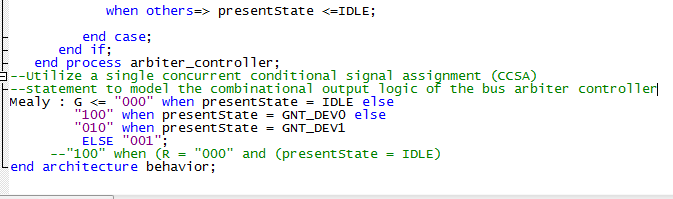 when others=> presentState <=IDLE;
end case;
end if;
end process arbiter_controller;
--Utilize a single concurrent conditional signal assignment (CCSA)
--statement to model the combinational output logic of the bus arbiter controller
Mealy : G <= "000" when presentState = IDLE else
"100" when presentState = GNT_DEV0 else
"010" when presentState = GNT_DEV1
ELSE "001";
--"100" when (R = "000" and (presentState = IDLE)
end architecture behavior;